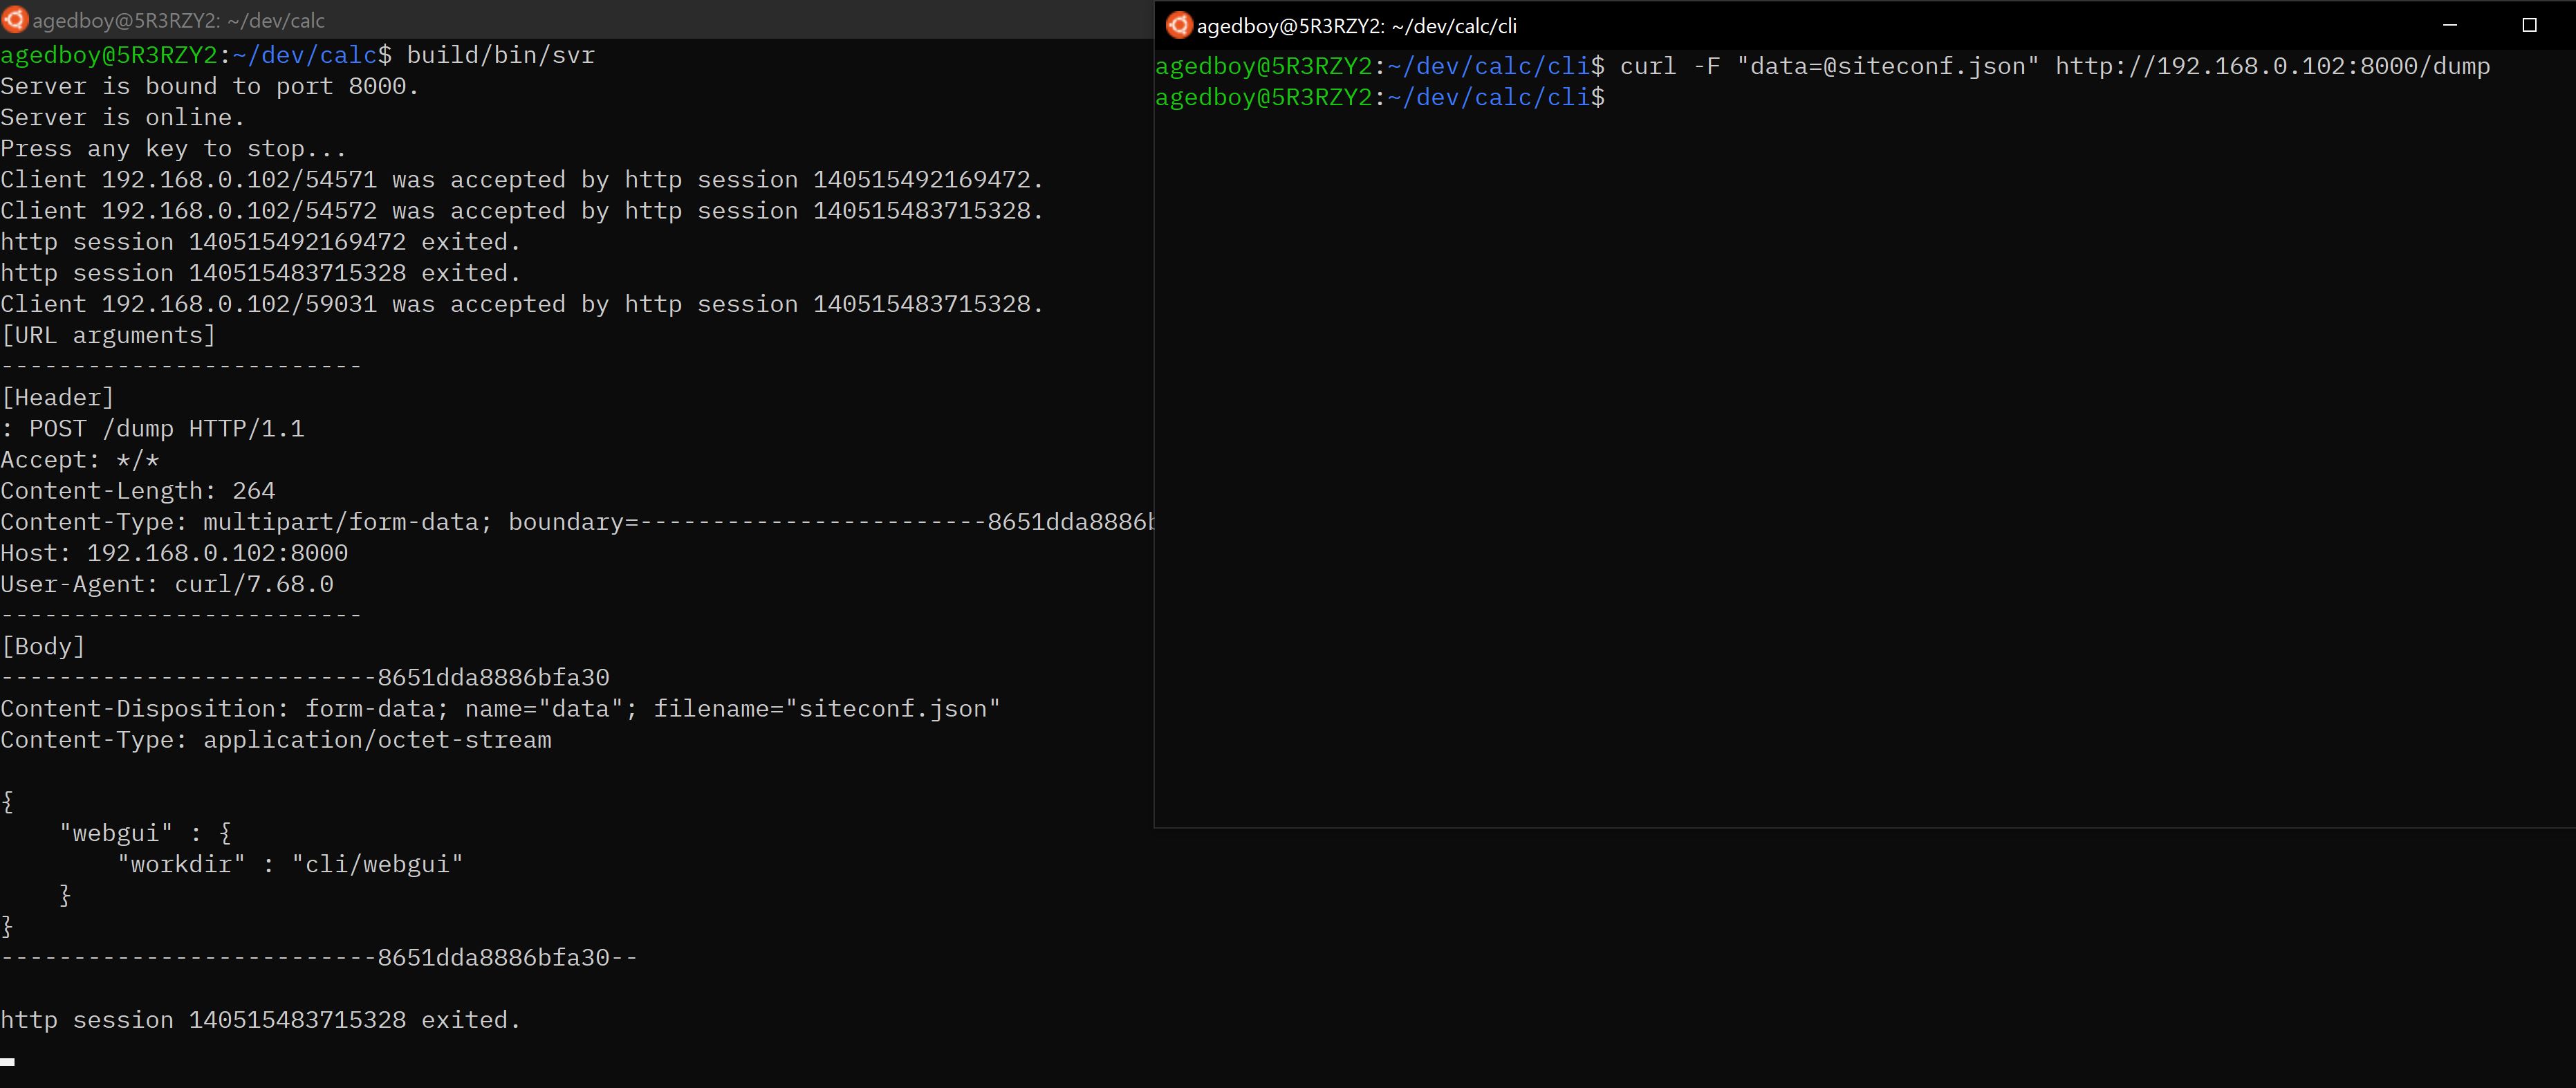 agedboy@5R3RZY2: ~/dev/calc
agedboy@5R3RZY2:~/dev/calc$ build/bin/svr
Server is bound to port 8000.
Server is online.
Press any key to stop...
Client 192.168.0.102/54571 was accepted by http session 140515492169472.
Client 192.168.0.102/54572 was accepted by http session 140515483715328.
http session 140515492169472 exited.
http session 140515483715328 exited.
Client 192.168.0.102/59031 was accepted by http session 140515483715328.
[URL arguments]
-------------------------
[Header]
: POST /dump HTTP/1.1
Accept: */*
Content-Length: 264
Content-Type: multipart/form-data; boundary=------------------------8651dda8886b
Host: 192.168.0.102:8000
User-Agent: curl/7.68.0
-------------------------
[Body]
--------------------------8651dda8886bfa30
Content-Disposition: form-data; name="data"; filename="siteconf.json"
Content-Type: application/octet-stream

{
    "webgui" : {
        "workdir" : "cli/webgui"
    }
}
--------------------------8651dda8886bfa30--

http session 140515483715328 exited.
agedboy@5R3RZY2: ~/dev/calc/cli
agedboy@5R3RZY2:~/dev/calc/cli$ curl -F "data=@siteconf.json" http://192.168.0.102:8000/dump
agedboy@5R3RZY2:~/dev/calc/cli$